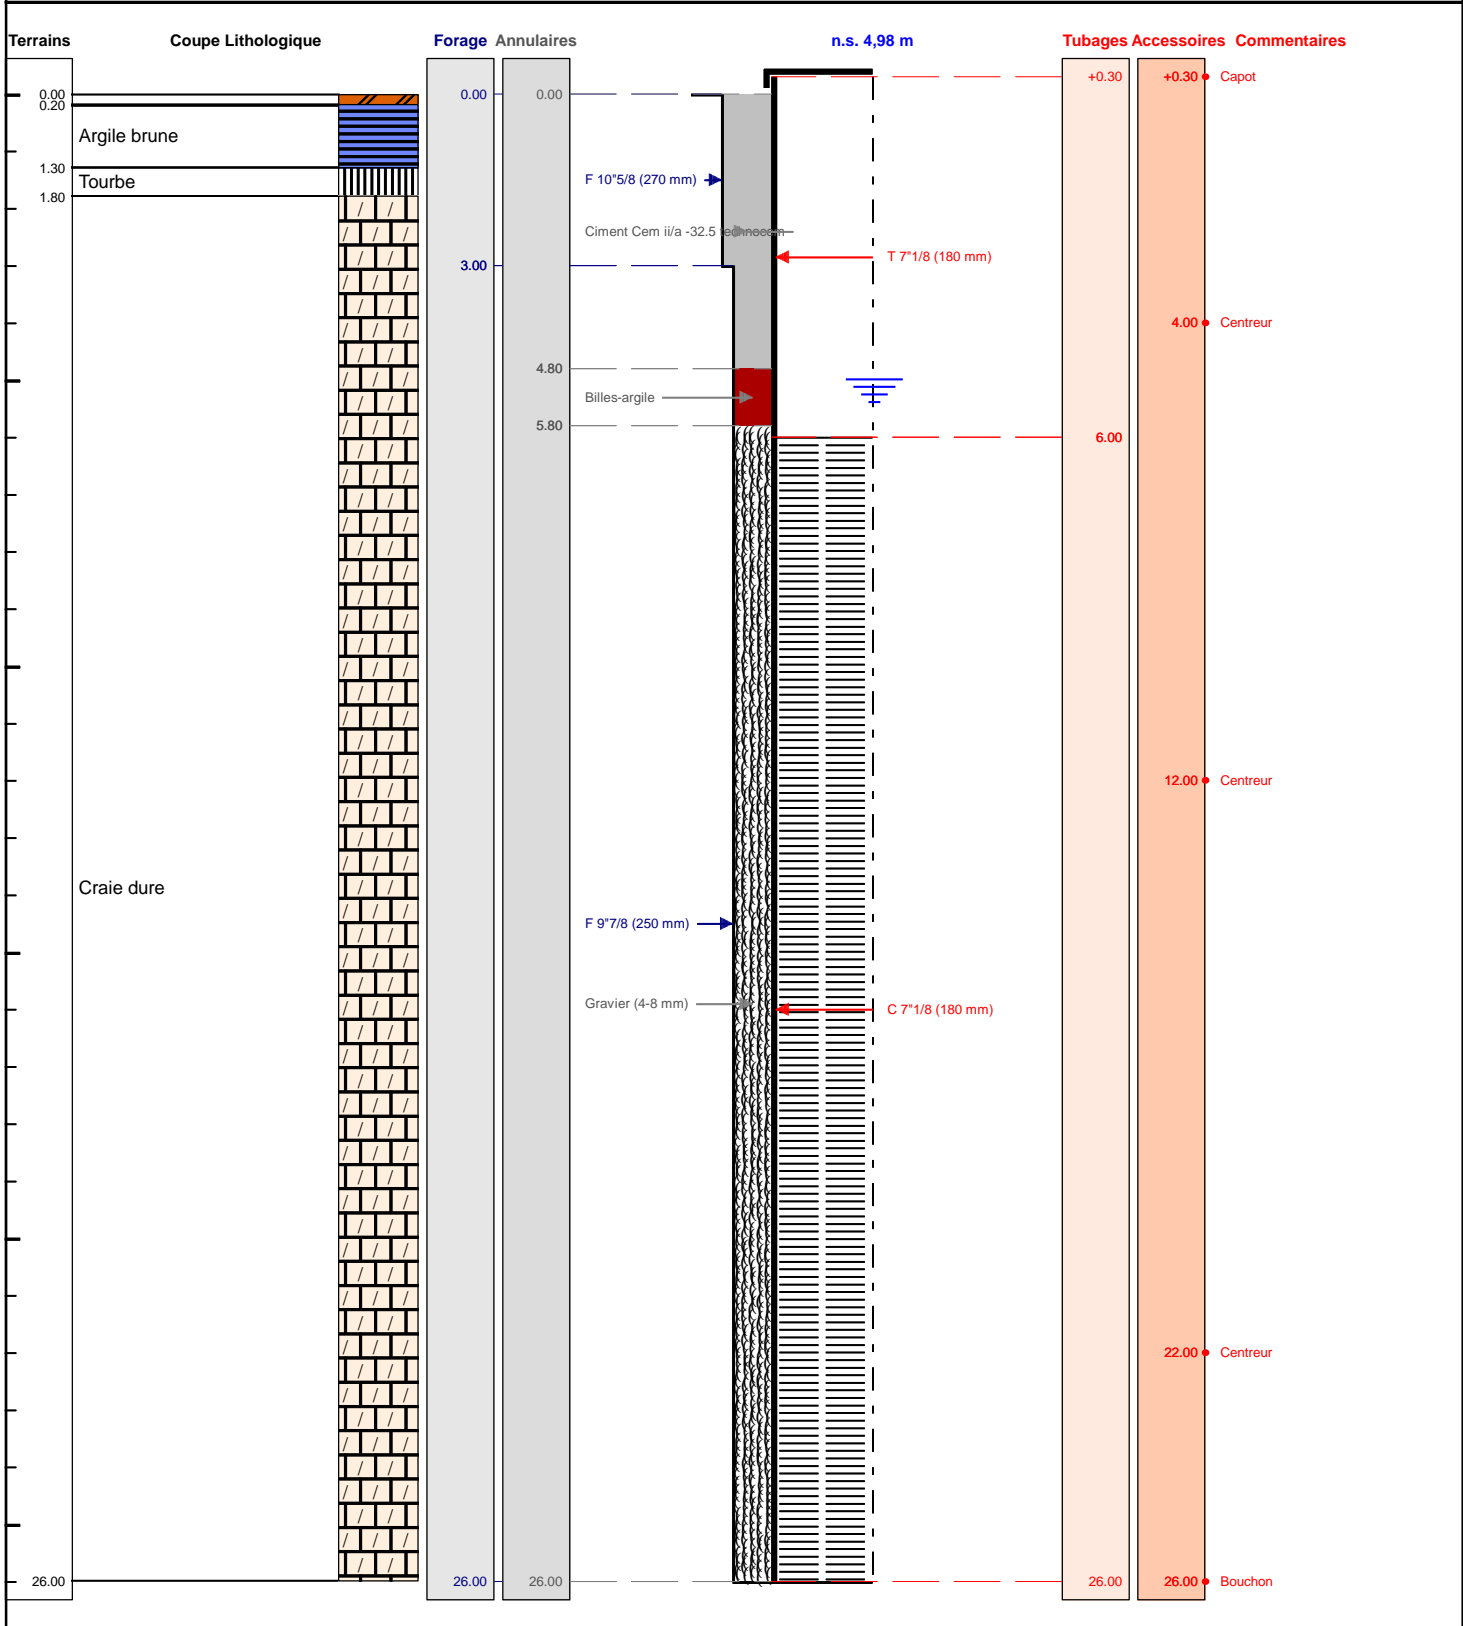 Terrains Coupe Lithologique Forage Annulaires n.s. 4,98 m Tubages Accessoires Commentaires
+0.30 +0.30 Capot
0.00 0.00 0.00
0.20
Argile brune
1.30
Tourbe
F 10"5/8 (270 mm)
1.80
Ciment Cem ii/a -32.5 technocem
T 7"1/8 (180 mm)
3.00
4.00 Centreur
4.80
Billes-argile
5.80
6.00
12.00 Centreur
Craie dure
F 9"7/8 (250 mm)
Gravier (4-8 mm)
C 7"1/8 (180 mm)
22.00 Centreur
26.00 26.00 26.00 26.00 26.00 Bouchon